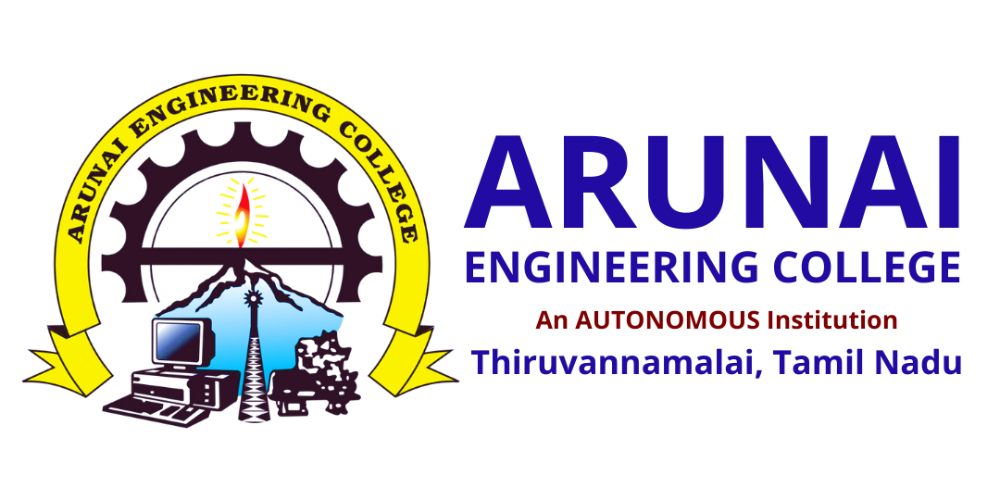 ARUNAI ENGINEERING COLLEGE
ARUNAI
ENGINEERING COLLEGE
An AUTONOMOUS Institution
Thiruvannamalai, Tamil Nadu